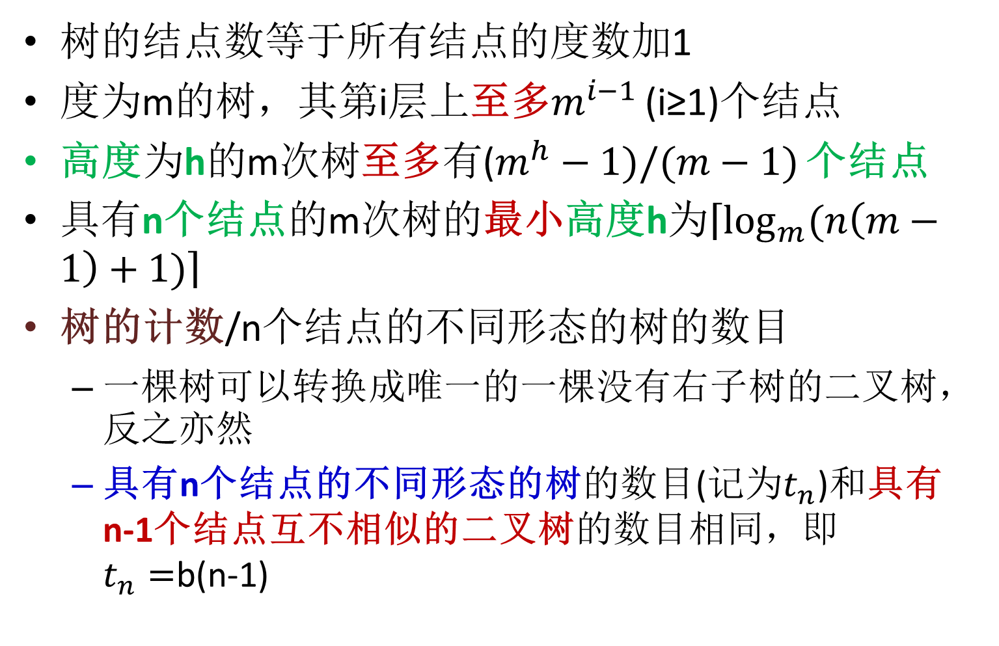 • 树的结点数等于所有结点的度数加1
• 度为m的树，其第i层上至多$m^{i-1}$ (i≥1)个结点
• 高度为h的m次树至多有($m^h - 1)/(m - 1)$ 个结点
• 具有n个结点的m次树的最小高度h为$\lceil \log_m(n(m -$
$1) + 1) \rceil$
• 树的计数/n个结点的不同形态的树的数目
– 一棵树可以转换成唯一的一棵没有右子树的二叉树，
反之亦然
– 具有n个结点的不同形态的树的数目(记为$t_n$)和具有
n-1个结点互不相似的二叉树的数目相同，即
$t_n$ =b(n-1)